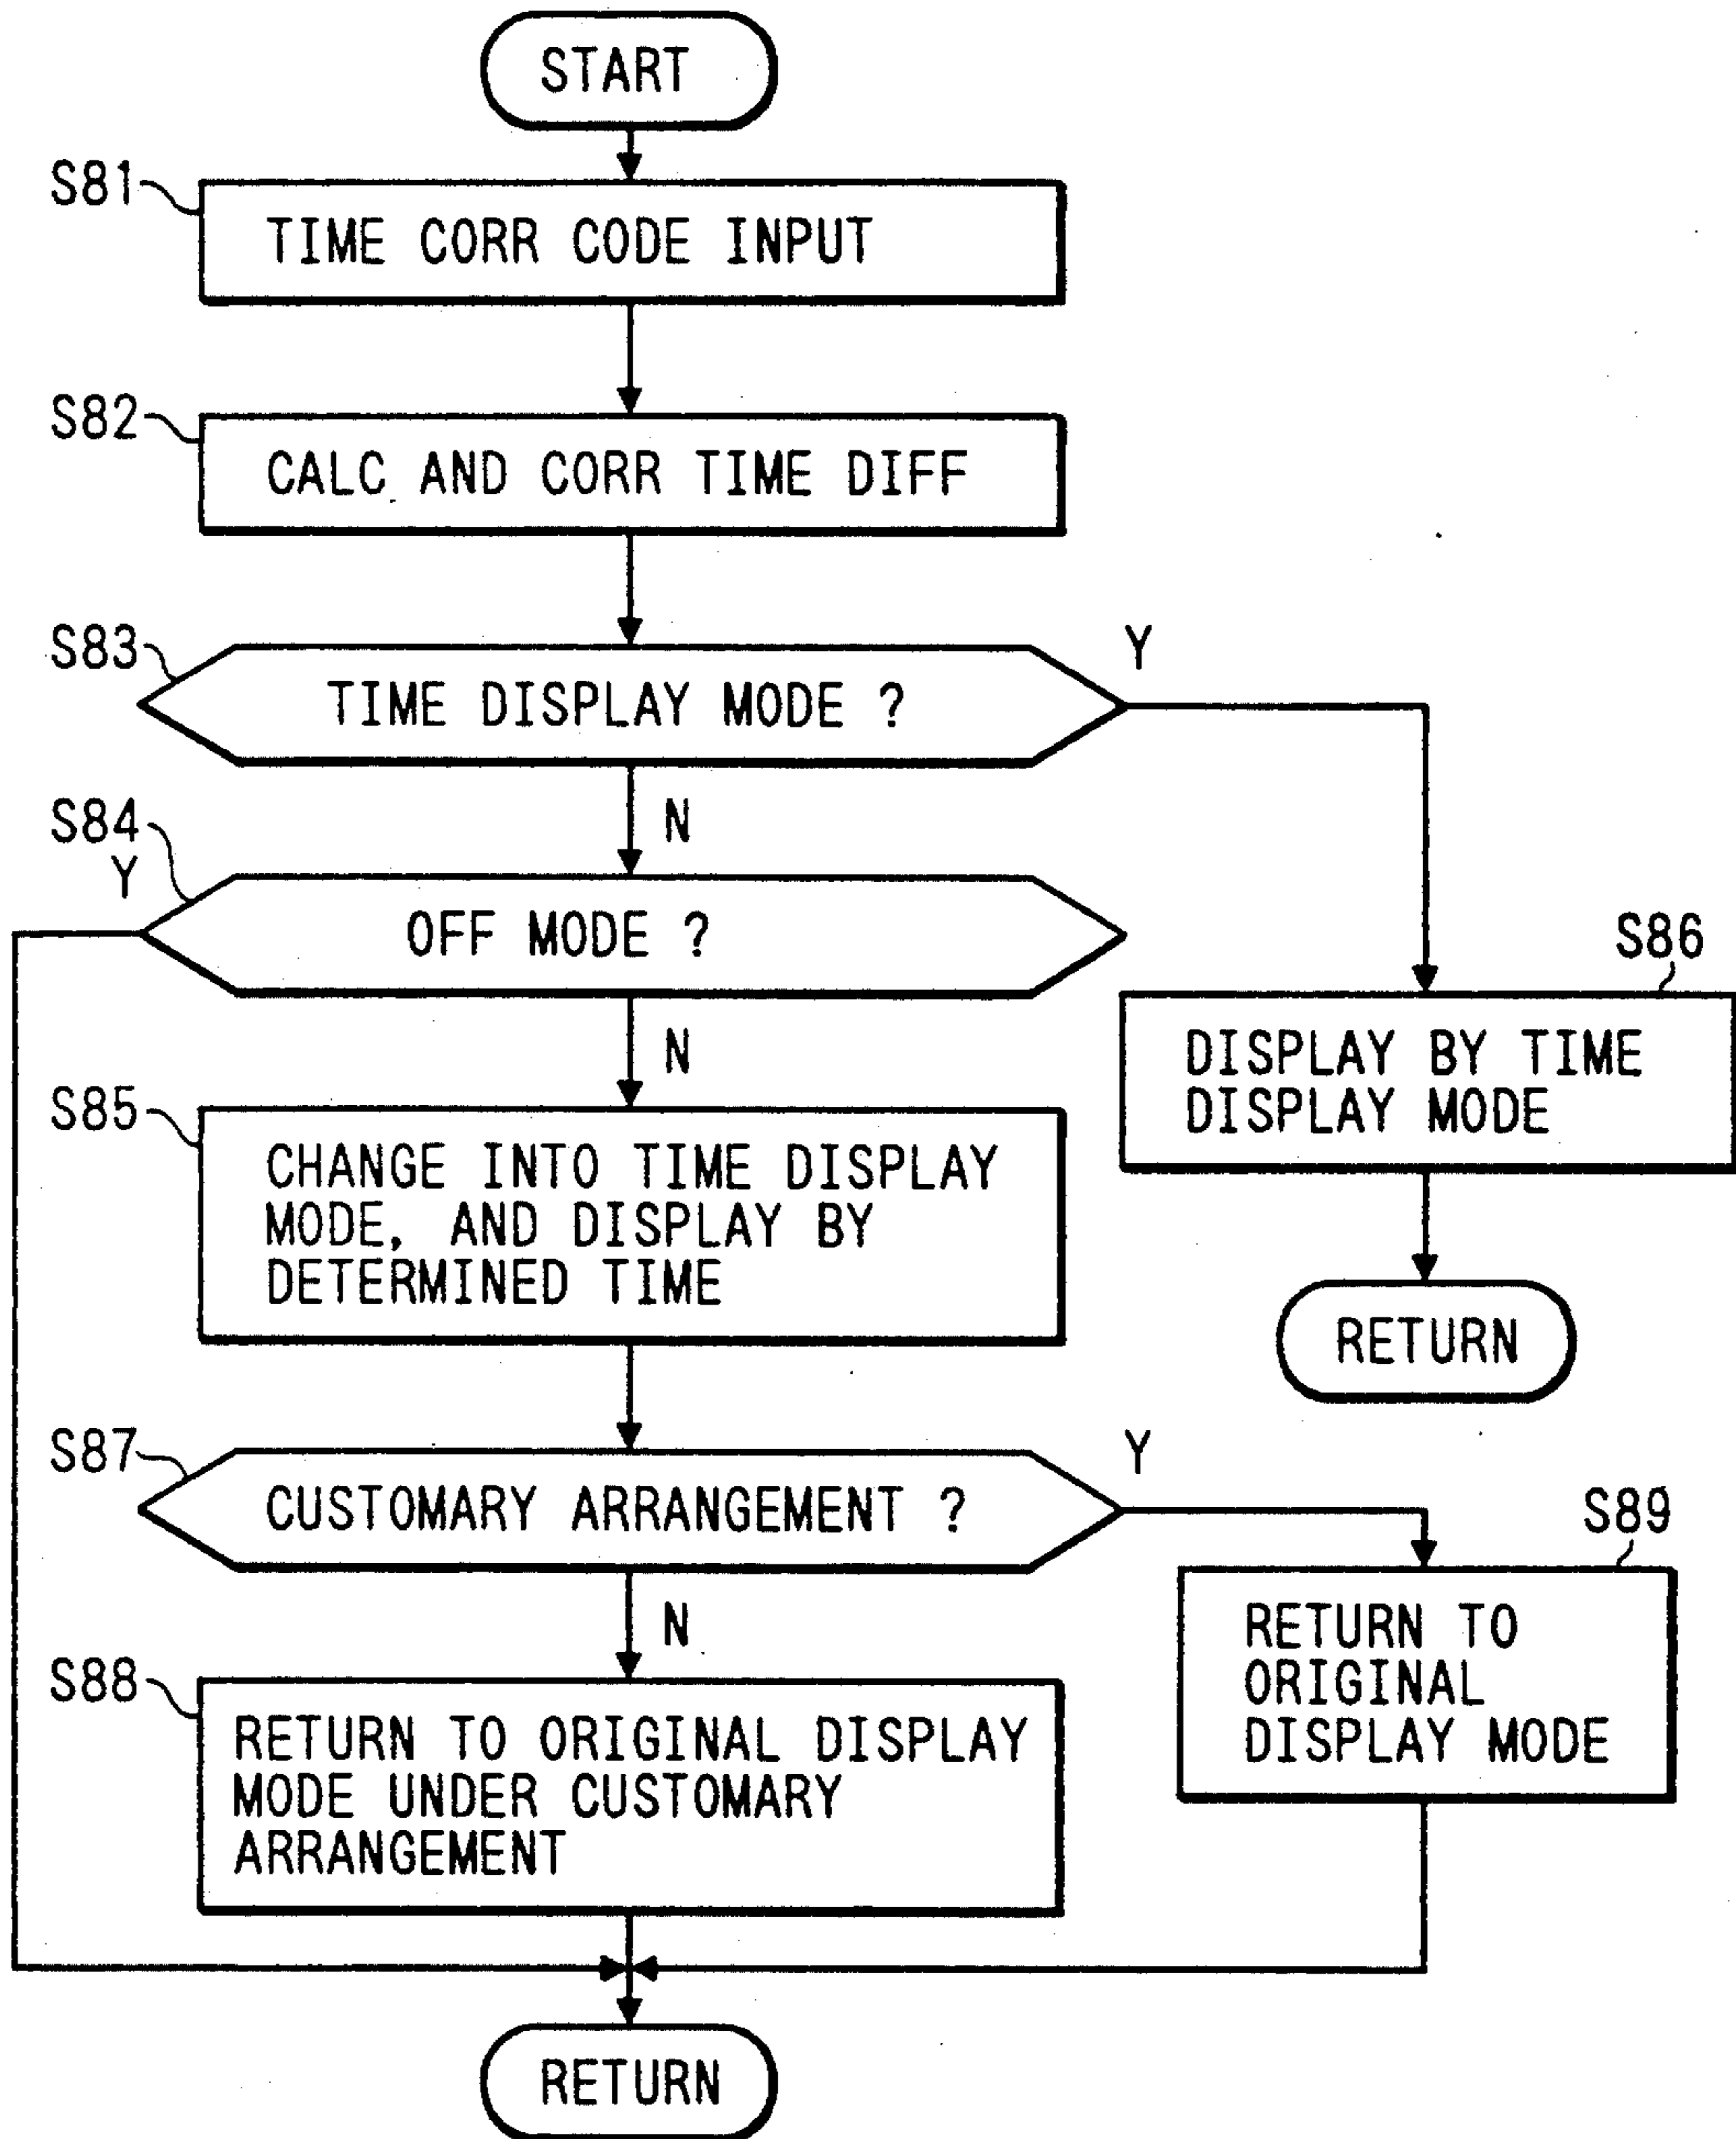 START
S81
TIME CORR CODE INPUT
S82
CALC AND CORR TIME DIFF
S83
TIME DISPLAY MODE ?
Y
N
S84
Y
OFF MODE ?
N
S86
DISPLAY BY TIME
DISPLAY MODE
RETURN
S85
CHANGE INTO TIME DISPLAY
MODE, AND DISPLAY BY
DETERMINED TIME
S87
CUSTOMARY ARRANGEMENT ?
Y
N
S89
RETURN TO
ORIGINAL
DISPLAY MODE
S88
RETURN TO ORIGINAL DISPLAY
MODE UNDER CUSTOMARY
ARRANGEMENT
RETURN